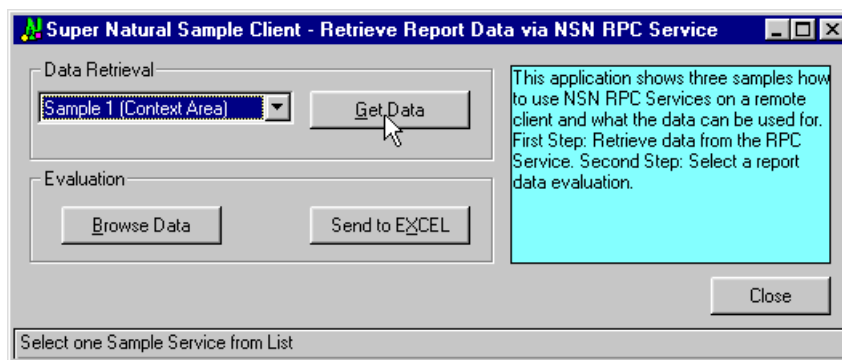 Super Natural Sample Client - Retrieve Report Data via NSN RPC Service
Data Retrieval
Sample 1 (Context Area)
Get Data
This application shows three samples how
to use NSN RPC Services on a remote
client and what the data can be used for.
First Step: Retrieve data from the RPC
Service. Second Step: Select a report
data evaluation.
Evaluation
Browse Data
Send to EXCEL
Close
Select one Sample Service from List